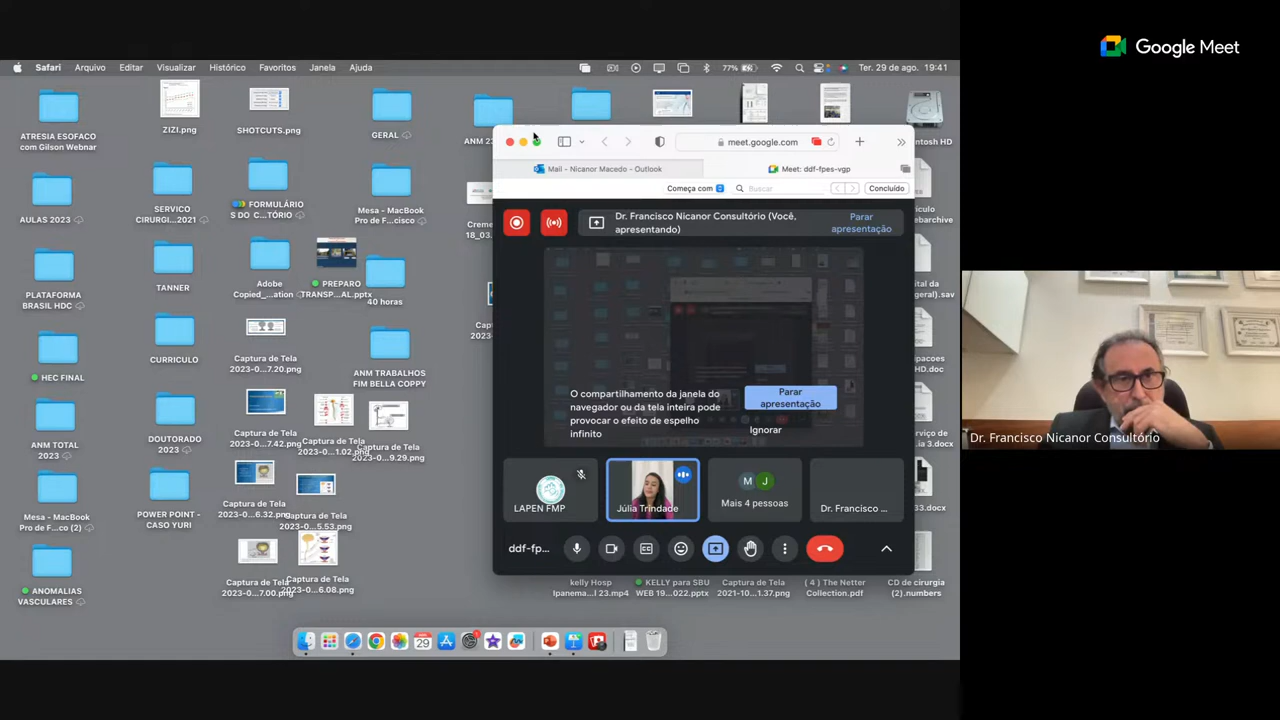 Google Meet
Safari Arquivo Editar Visualizar Histórico Favoritos Janela Ajuda
77%
Ter. 29 de ago. 19:41
ATRESIA ESOFACO
com Gilson Webnar
ZIZI.png
SHOTCUTS.png
GERAL
ANM 23
AULAS 2023
SERVICO
CIRURGI...2021
FORMULÁRIO
S DO C...TÓRIO
Mesa - MacBook
Pro de F...cisco
Creme
18_03.
PLATAFORMA
BRASIL HDC
TANNER
Adobe
Copied_...ation
PREPARO
TRANSP...AL.pptx
40 horas
HEC FINAL
CURRICULO
Captura de Tela
2023-0...7.20.png
ANM TRABALHOS
FIM BELLA COPPY
ANM TOTAL
2023
DOUTORADO
2023
Captura de Tela
2023-0...7.42.png
Captura de Tela
2023-0...1.02.png
Captura de Tela
2023-0...9.29.png
Mesa - MacBook
Pro de F...co (2)
POWER POINT -
CASO YURI
Captura de Tela
2023-0...6.32.png
Captura de Tela
2023-0...5.53.png
ANOMALIAS
VASCULARES
Captura de Tela
2023-0...7.00.png
Captura de Tela
2023-0...6.08.png
meet.google.com
Mail - Nicanor Macedo - Outlook
Meet: ddf-fpes-vgp
Começa com
Buscar
Concluído
Dr. Francisco Nicanor Consultório (Você,
apresentando)
Parar
apresentação
O compartilhamento da janela do
navegador ou da tela inteira pode
provocar o efeito de espelho
infinito
Parar
apresentação
Ignorar
LAPEN FMP
Júlia Trindade
M J
Mais 4 pessoas
Dr. Francisco ...
ddf-fp...
kelly Hosp
Ipanema...l 23.mp4
KELLY para SBU
WEB 19...022.pptx
Captura de Tela
2021-10...1.37.png
( 4 ) The Netter
Collection.pdf
CD de cirurgia
(2).numbers
29
Dr. Francisco Nicanor Consultório